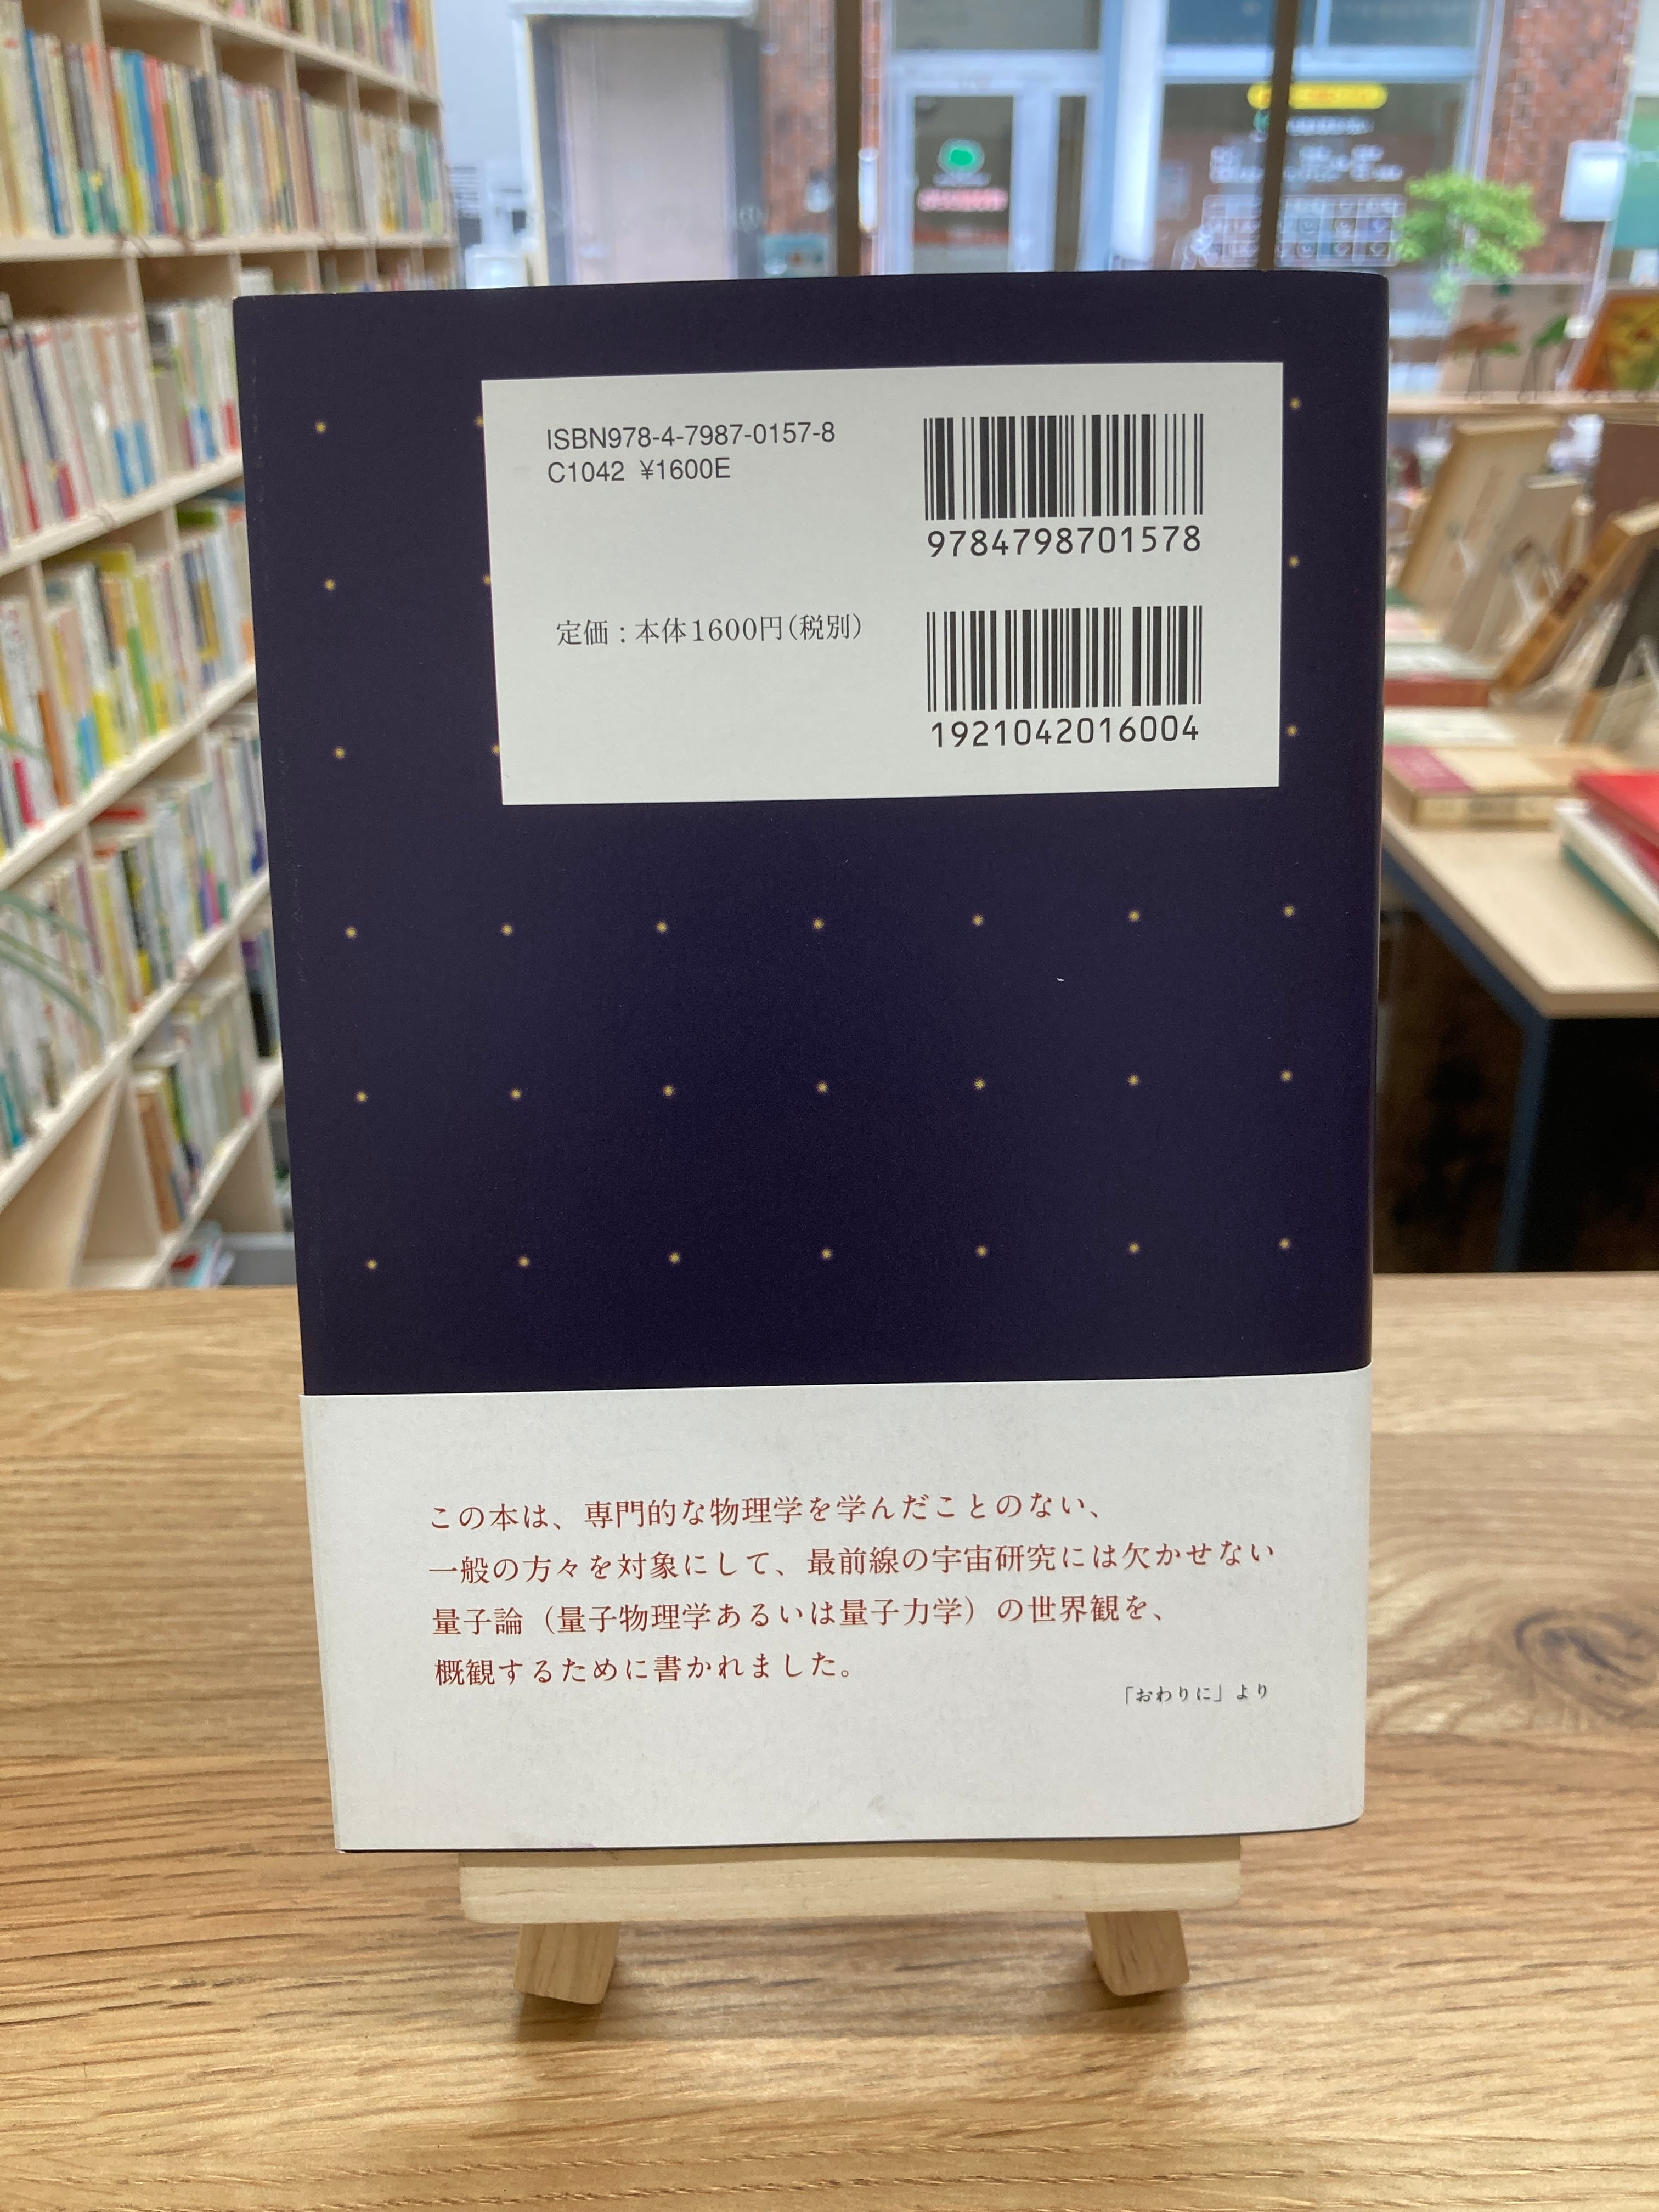 ISBN978-4-7987-0157-8
C1042 ¥1600E
9784798701578
定価：本体1600円（税別）
1921042016004
この本は、専門的な物理学を学んだことのない、
一般の方々を対象にして、最前線の宇宙研究には欠かせない
量子論（量子物理学あるいは量子力学）の世界観を、
概観するために書かれました。
「おわりに」より